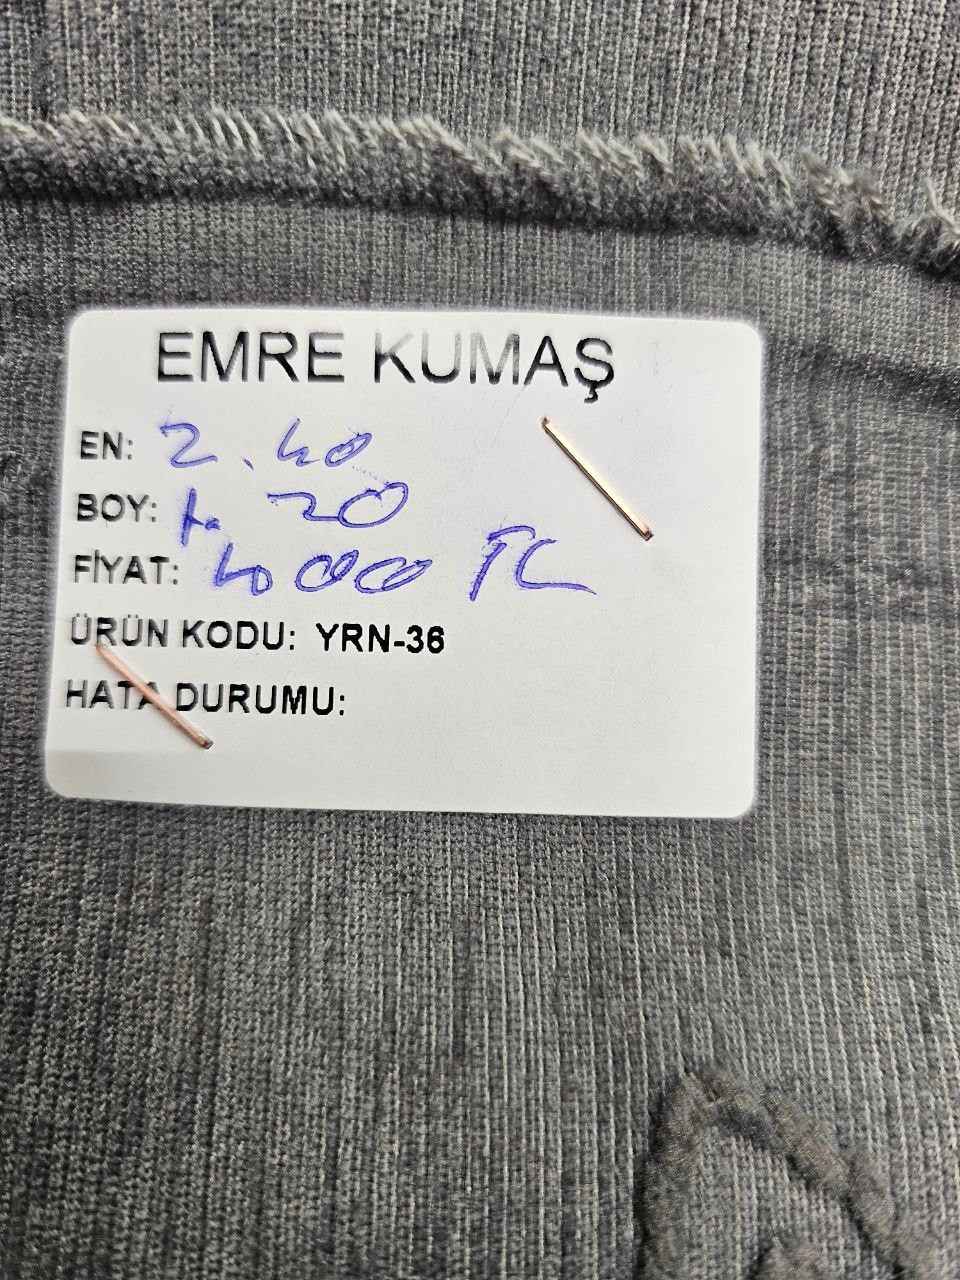 EMRE KUMAŞ
EN: 2.40
BOY: 1.20
FİYAT: 4000 TL
ÜRÜN KODU: YRN-36
HATA DURUMU: